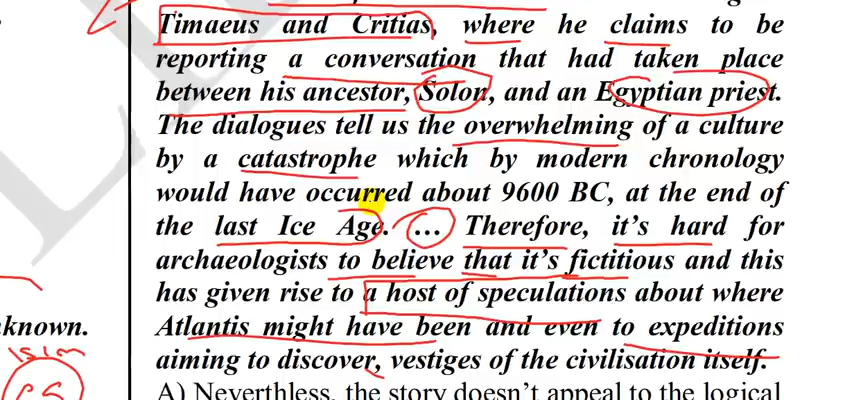 Timaeus and Critias, where he claims to be
reporting a conversation that had taken place
between his ancestor, Solon, and an Egyptian priest.
The dialogues tell us the overwhelming of a culture
by a catastrophe which by modern chronology
would have occurred about 9600 BC, at the end of
the last Ice Age. ... Therefore, it's hard for
archaeologists to believe that it's fictitious and this
has given rise to a host of speculations about where
Atlantis might have been and even to expeditions
known.
aiming to discover, vestiges of the civilisation itself.
A) Nevertheless, the story doesn't appeal to the logical